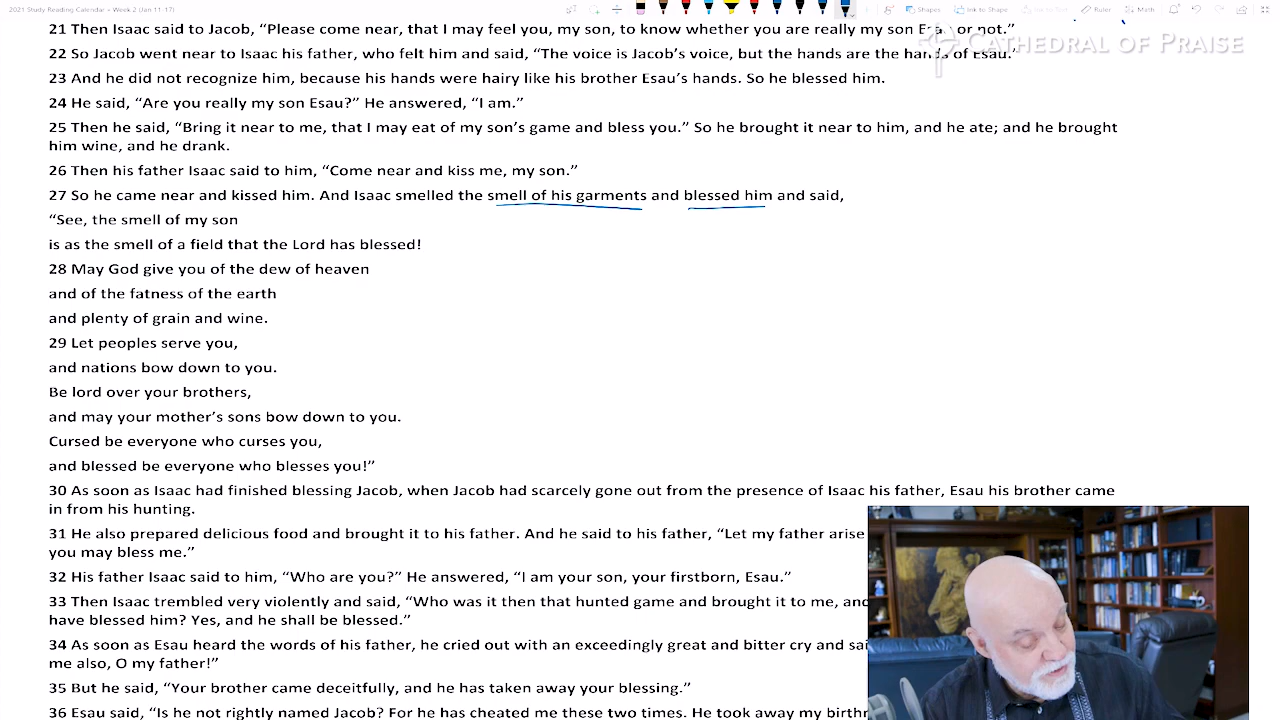 2021 Study Reading Calendar – Week 2 (Jan 11-17)
Shapes
Ink to Shape
Ink to Text
Ruler
Math
21 Then Isaac said to Jacob, “Please come near, that I may feel you, my son, to know whether you are really my son Esau or not.”
CATHEDRAL OF PRAISE
22 So Jacob went near to Isaac his father, who felt him and said, “The voice is Jacob’s voice, but the hands are the hands of Esau.”
23 And he did not recognize him, because his hands were hairy like his brother Esau’s hands. So he blessed him.
24 He said, “Are you really my son Esau?” He answered, “I am.”
25 Then he said, “Bring it near to me, that I may eat of my son’s game and bless you.” So he brought it near to him, and he ate; and he brought
him wine, and he drank.
26 Then his father Isaac said to him, “Come near and kiss me, my son.”
27 So he came near and kissed him. And Isaac smelled the smell of his garments and blessed him and said,
“See, the smell of my son
is as the smell of a field that the Lord has blessed!
28 May God give you of the dew of heaven
and of the fatness of the earth
and plenty of grain and wine.
29 Let peoples serve you,
and nations bow down to you.
Be lord over your brothers,
and may your mother’s sons bow down to you.
Cursed be everyone who curses you,
and blessed be everyone who blesses you!”
30 As soon as Isaac had finished blessing Jacob, when Jacob had scarcely gone out from the presence of Isaac his father, Esau his brother came
in from his hunting.
31 He also prepared delicious food and brought it to his father. And he said to his father, “Let my father arise
you may bless me.”
32 His father Isaac said to him, “Who are you?” He answered, “I am your son, your firstborn, Esau.”
33 Then Isaac trembled very violently and said, “Who was it then that hunted game and brought it to me, and
have blessed him? Yes, and he shall be blessed.”
34 As soon as Esau heard the words of his father, he cried out with an exceedingly great and bitter cry and sai
me also, O my father!”
35 But he said, “Your brother came deceitfully, and he has taken away your blessing.”
36 Esau said, “Is he not rightly named Jacob? For he has cheated me these two times. He took away my birthr